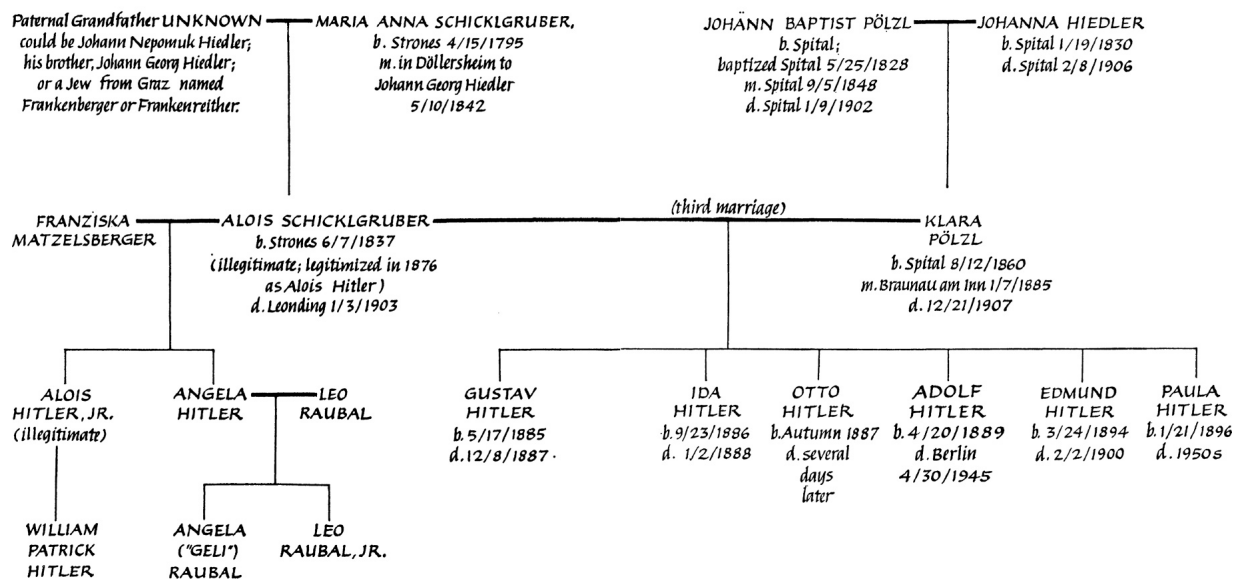 Paternal Grandfather UNKNOWN
could be Johann Nepomuk Hiedler;
his brother, Johann Georg Hiedler;
or a Jew from Graz named
Frankenberger or Frankenreither.
MARIA ANNA SCHICKLGRUBER,
b. Strones 4/15/1795
m. in Döllersheim to
Johann Georg Hiedler
5/10/1842
JOHÄNN BAPTIST PÖLZL
b. Spital;
baptized Spital 5/25/1828
m. Spital 9/5/1848
d. Spital 1/9/1902
JOHANNA HIEDLER
b. Spital 1/19/1830
d. Spital 2/8/1906
FRANZISKA
MATZELSBERGER
ALOIS SCHICKLGRUBER
b. Strones 6/7/1837
(illegitimate; legitimized in 1876
as Alois Hitler)
d. Leonding 1/3/1903
(third marriage)
KLARA
PÖLZL
b. Spital 8/12/1860
m. Braunau am Inn 1/7/1885
d. 12/21/1907
ALOIS
HITLER, JR.
(illegitimate)
ANGELA
HITLER
LEO
RAUBAL
GUSTAV
HITLER
b. 5/17/1885
d. 12/8/1887
IDA
HITLER
b. 9/23/1886
d. 1/2/1888
OTTO
HITLER
b. Autumn 1887
d. several
days
later
ADOLF
HITLER
b. 4/20/1889
d. Berlin
4/30/1945
EDMUND
HITLER
b. 3/24/1894
d. 2/2/1900
PAULA
HITLER
b. 1/21/1896
d. 1950s
WILLIAM
PATRICK
HITLER
ANGELA
("GELI")
RAUBAL
LEO
RAUBAL, JR.